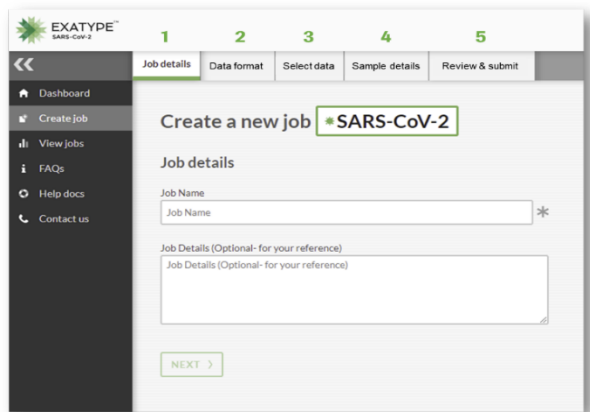 EXATYPE™
SARS-CoV-2
1 2 3 4 5
Job details Data format Select data Sample details Review & submit
Dashboard
Create job
View jobs
FAQs
Help docs
Contact us
Create a new job SARS-CoV-2
Job details
Job Name
Job Name
*
Job Details (Optional- for your reference)
Job Details (Optional- for your reference)
NEXT >